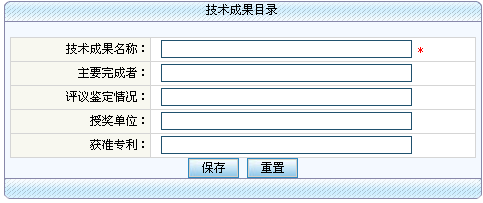 技术成果目录
技术成果名称： *
主要完成者：
评议鉴定情况：
授奖单位：
获准专利：
保存 重置